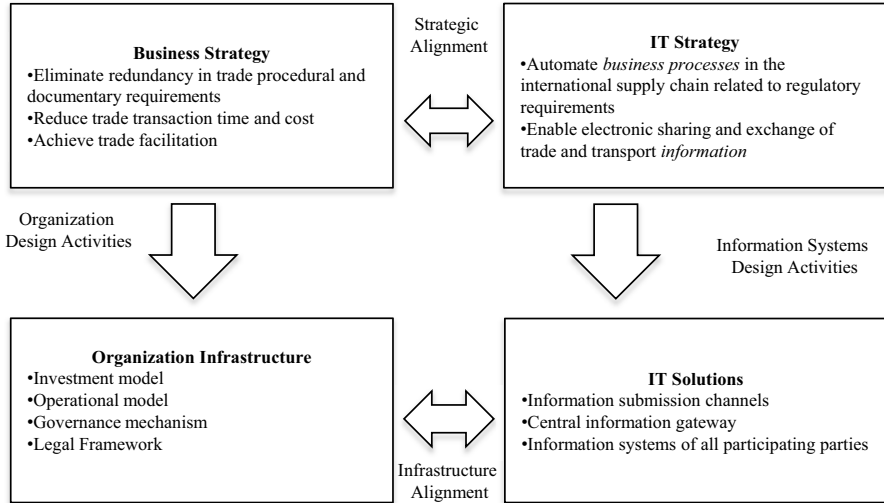 Strategic
Alignment
Business Strategy
•Eliminate redundancy in trade procedural and
documentary requirements
•Reduce trade transaction time and cost
•Achieve trade facilitation
IT Strategy
•Automate business processes in the
international supply chain related to regulatory
requirements
•Enable electronic sharing and exchange of
trade and transport information
Organization
Design Activities
Information Systems
Design Activities
Organization Infrastructure
•Investment model
•Operational model
•Governance mechanism
•Legal Framework
IT Solutions
•Information submission channels
•Central information gateway
•Information systems of all participating parties
Infrastructure
Alignment